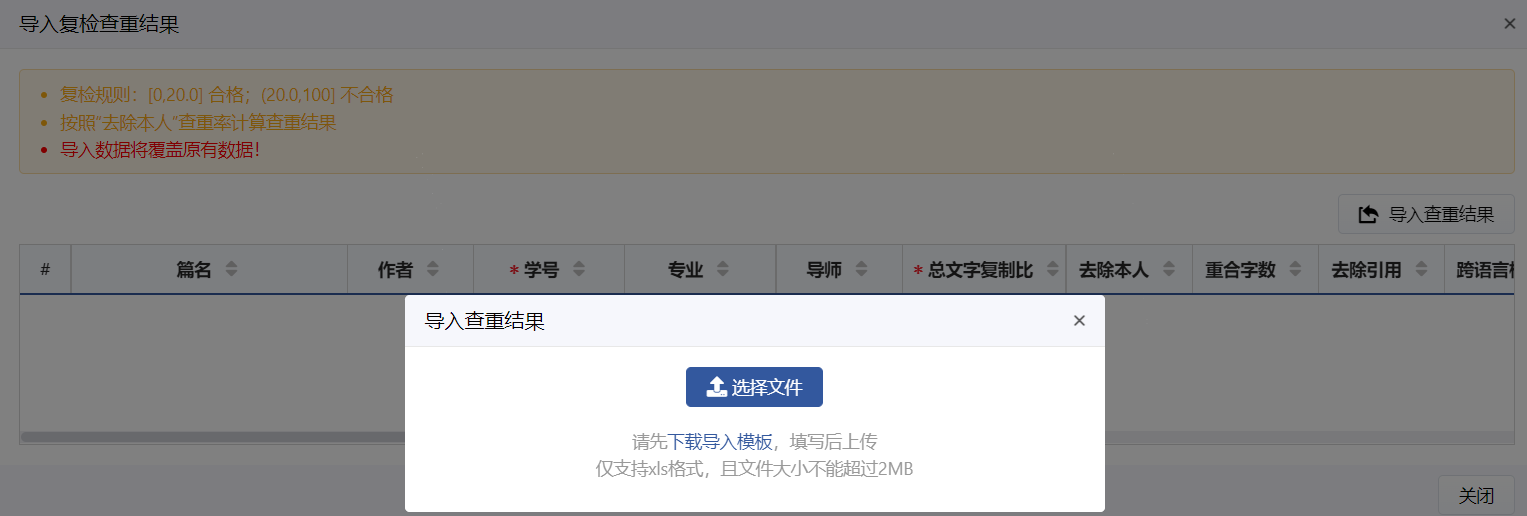 导入复检查重结果
复检规则：[0,20.0] 合格；(20.0,100] 不合格
按照“去除本人”查重率计算查重结果
导入数据将覆盖原有数据！
导入查重结果
# 篇名 作者 * 学号 专业 导师 * 总文字复制比 去除本人 重合字数 去除引用 跨语言
导入查重结果
选择文件
请先下载导入模板，填写后上传
仅支持xls格式，且文件大小不能超过2MB
关闭